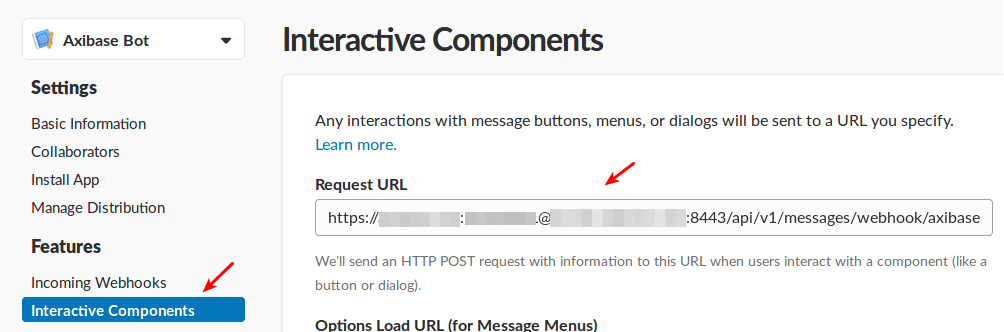 Axibase Bot
Settings
Basic Information
Collaborators
Install App
Manage Distribution
Features
Incoming Webhooks
Interactive Components
Interactive Components
Any interactions with message buttons, menus, or dialogs will be sent to a URL you specify.
Learn more.
Request URL
https:// : .@ :8443/api/v1/messages/webhook/axibase
We'll send an HTTP POST request with information to this URL when users interact with a component (like a
button or dialog).
Options Load URL (for Message Menus)